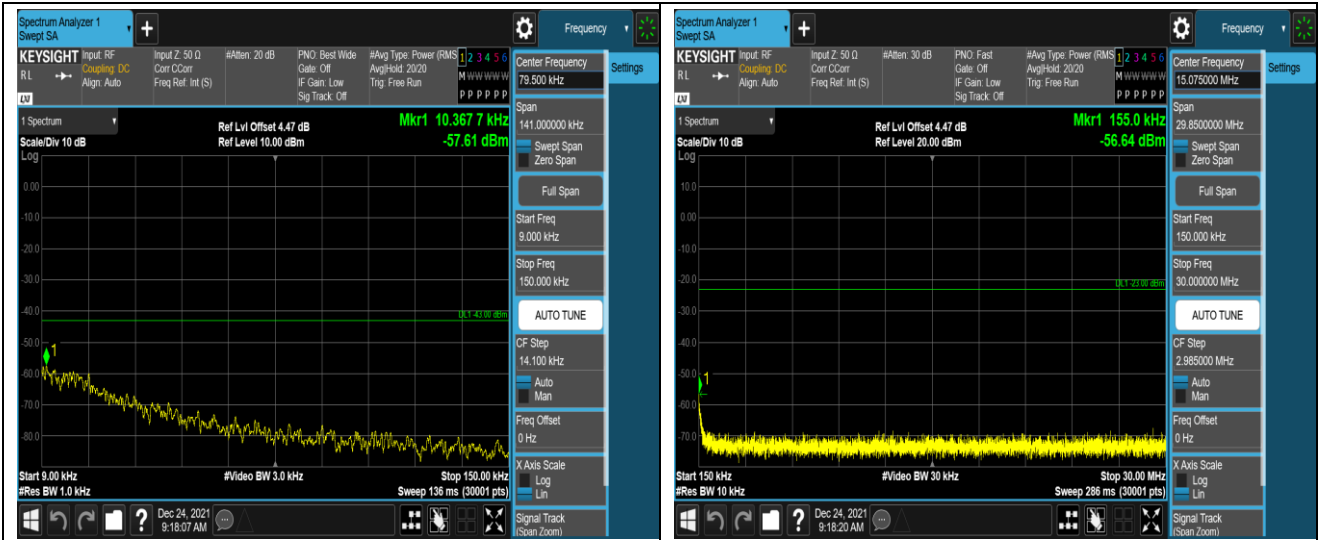 Spectrum Analyzer 1
Swept SA
Frequency
KEYSIGHT
Input: RF
Coupling: DC
Align: Auto
Input Z: 50 Ω
Corr CCorr
Freq Ref: Int (S)
#Atten: 20 dB
PNO: Best Wide
Gate: Off
IF Gain: Low
Sig Track: Off
#Avg Type: Power (RMS
Avg|Hold: 20/20
Trig: Free Run
1 2 3 4 5 6
M W W W W W
P P P P P P
RL
LXI
Center Frequency
79.500 kHz
Settings
1 Spectrum
Scale/Div 10 dB
Log
Ref Lvl Offset 4.47 dB
Ref Level 10.00 dBm
Mkr1 10.367 7 kHz
-57.61 dBm
Span
141.000000 kHz
Swept Span
Zero Span
Full Span
Start Freq
9.000 kHz
Stop Freq
150.000 kHz
AUTO TUNE
CF Step
14.100 kHz
Auto
Man
Freq Offset
0 Hz
X Axis Scale
Log
Lin
Signal Track
(Span Zoom)
0.00
-10.0
-20.0
-30.0
-40.0
-50.0
-60.0
-70.0
-80.0
DL1 -43.00 dBm
1
Start 9.00 kHz
#Res BW 1.0 kHz
#Video BW 3.0 kHz
Stop 150.00 kHz
Sweep 136 ms (30001 pts)
?
Dec 24, 2021
9:18:07 AM
Spectrum Analyzer 1
Swept SA
Frequency
KEYSIGHT
Input: RF
Coupling: DC
Align: Auto
Input Z: 50 Ω
Corr CCorr
Freq Ref: Int (S)
#Atten: 30 dB
PNO: Fast
Gate: Off
IF Gain: Low
Sig Track: Off
#Avg Type: Power (RMS
Avg|Hold: 20/20
Trig: Free Run
1 2 3 4 5 6
M W W W W W
P P P P P P
RL
LXI
Center Frequency
15.075000 MHz
Settings
1 Spectrum
Scale/Div 10 dB
Log
Ref Lvl Offset 4.47 dB
Ref Level 20.00 dBm
Mkr1 155.0 kHz
-56.64 dBm
Span
29.8500000 MHz
Swept Span
Zero Span
Full Span
Start Freq
150.000 kHz
Stop Freq
30.000000 MHz
AUTO TUNE
CF Step
2.985000 MHz
Auto
Man
Freq Offset
0 Hz
X Axis Scale
Log
Lin
Signal Track
(Span Zoom)
10.0
0.00
-10.0
-20.0
-30.0
-40.0
-50.0
-60.0
-70.0
DL1 -23.00 dBm
1
Start 150 kHz
#Res BW 10 kHz
#Video BW 30 kHz
Stop 30.00 MHz
Sweep 286 ms (30001 pts)
?
Dec 24, 2021
9:18:20 AM